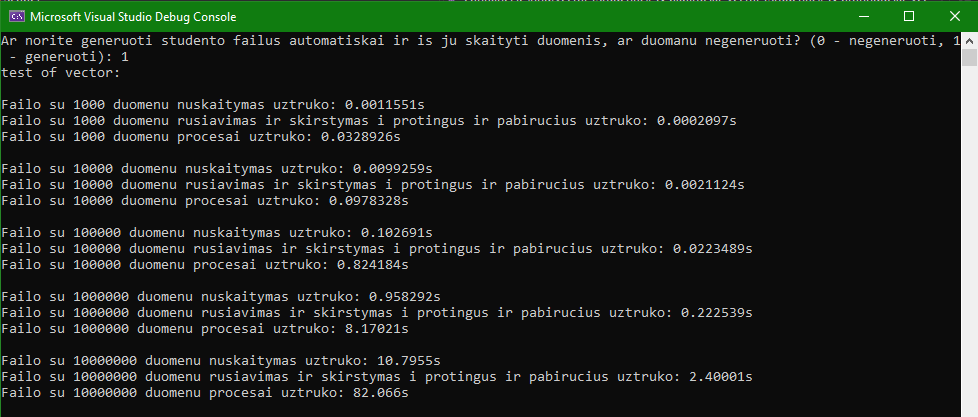 Microsoft Visual Studio Debug Console
Ar norite generuoti studento failus automatiskai ir is ju skaityti duomenis, ar duomanu negeneruoti? (0 - negeneruoti, 1
 - generuoti): 1
test of vector:
Failo su 1000 duomenu nuskaitymas uztruko: 0.0011551s
Failo su 1000 duomenu rusiavimas ir skirstymas i protingus ir pabirucius uztruko: 0.0002097s
Failo su 1000 duomenu procesai uztruko: 0.0328926s
Failo su 10000 duomenu nuskaitymas uztruko: 0.0099259s
Failo su 10000 duomenu rusiavimas ir skirstymas i protingus ir pabirucius uztruko: 0.0021124s
Failo su 10000 duomenu procesai uztruko: 0.0978328s
Failo su 100000 duomenu nuskaitymas uztruko: 0.102691s
Failo su 100000 duomenu rusiavimas ir skirstymas i protingus ir pabirucius uztruko: 0.0223489s
Failo su 100000 duomenu procesai uztruko: 0.824184s
Failo su 1000000 duomenu nuskaitymas uztruko: 0.958292s
Failo su 1000000 duomenu rusiavimas ir skirstymas i protingus ir pabirucius uztruko: 0.222539s
Failo su 1000000 duomenu procesai uztruko: 8.17021s
Failo su 10000000 duomenu nuskaitymas uztruko: 10.7955s
Failo su 10000000 duomenu rusiavimas ir skirstymas i protingus ir pabirucius uztruko: 2.40001s
Failo su 10000000 duomenu procesai uztruko: 82.066s